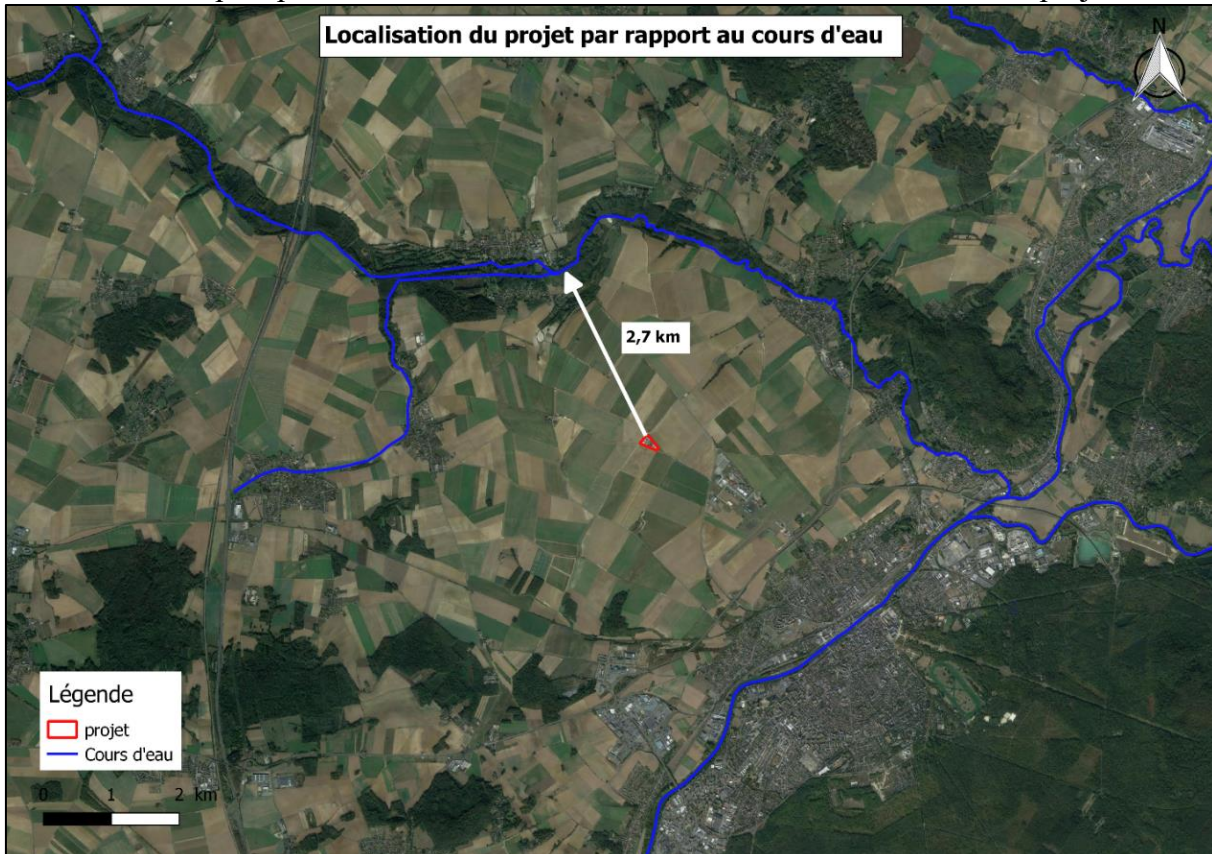 Localisation du projet par rapport au cours d'eau
N
2,7 km
Légende
projet
Cours d'eau
0 1 2 km